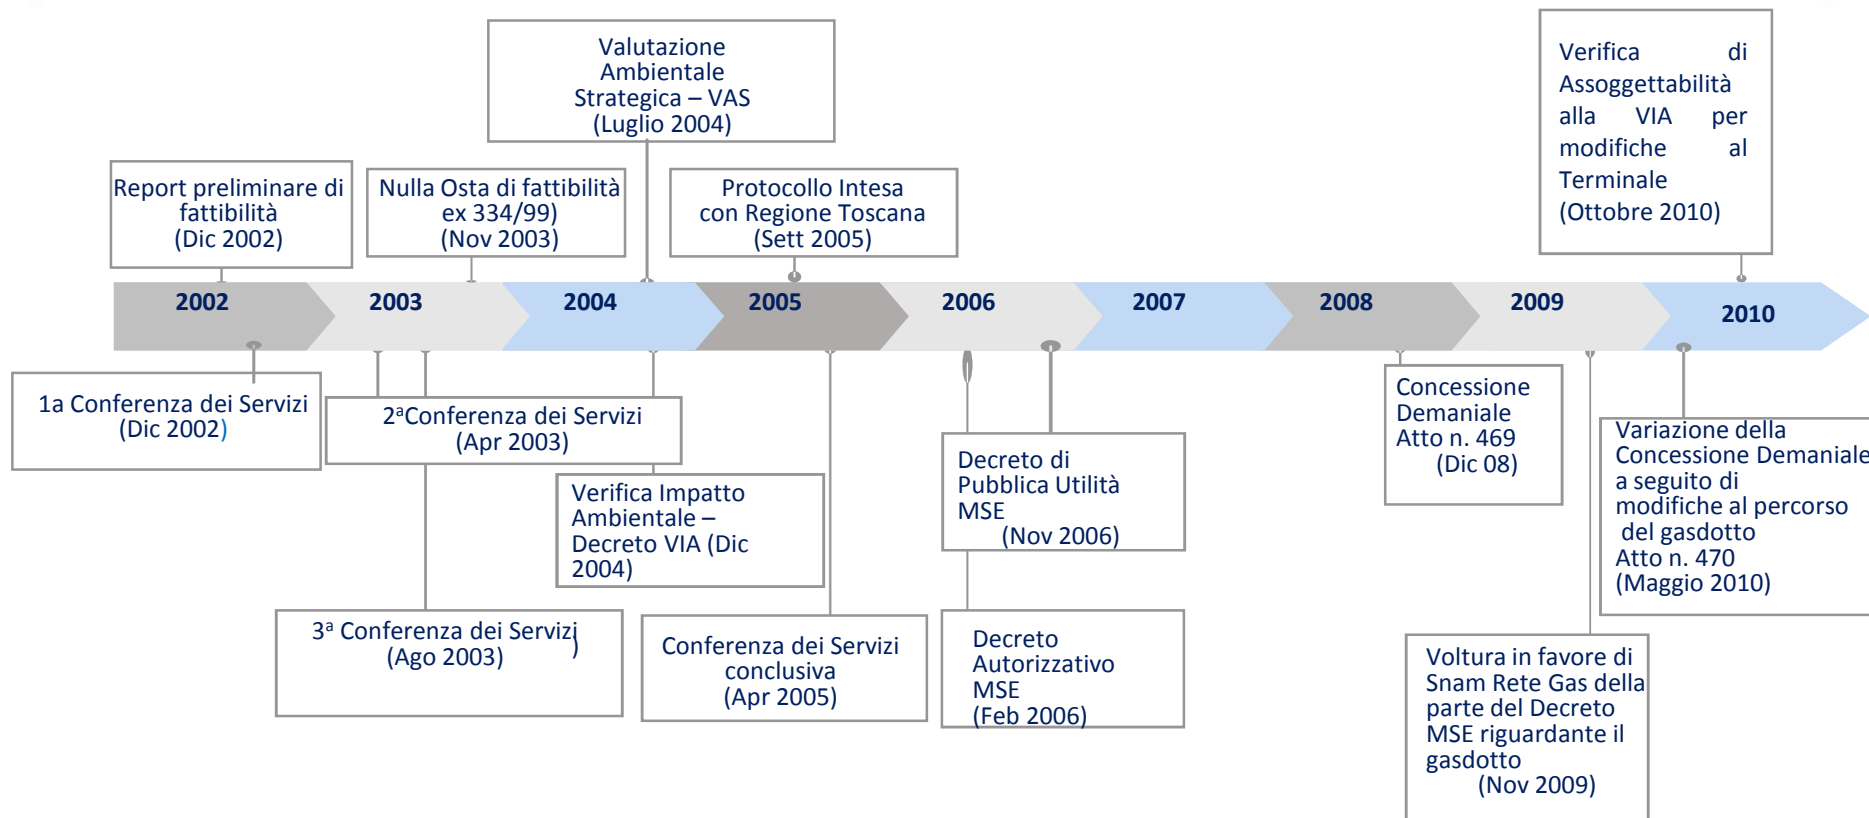 Valutazione
Ambientale
Strategica – VAS
(Luglio 2004)
Verifica di
Assoggettabilità
alla VIA per
modifiche al
Terminale
(Ottobre 2010)
Report preliminare di
fattibilità
(Dic 2002)
Nulla Osta di fattibilità
ex 334/99)
(Nov 2003)
Protocollo Intesa
con Regione Toscana
(Sett 2005)
2002
2003
2004
2005
2006
2007
2008
2009
2010
1a Conferenza dei Servizi
(Dic 2002)
2ª Conferenza dei Servizi
(Apr 2003)
Verifica Impatto
Ambientale –
Decreto VIA (Dic
2004)
3ª Conferenza dei Servizi
(Ago 2003) )
Conferenza dei Servizi
conclusiva
(Apr 2005)
Decreto di
Pubblica Utilità
MSE
(Nov 2006)
Decreto
Autorizzativo
MSE
(Feb 2006)
Concessione
Demaniale
Atto n. 469
(Dic 08)
Variazione della
Concessione Demaniale
a seguito di
modifiche al percorso
del gasdotto
Atto n. 470
(Maggio 2010)
Voltura in favore di
Snam Rete Gas della
parte del Decreto
MSE riguardante il
gasdotto
(Nov 2009)